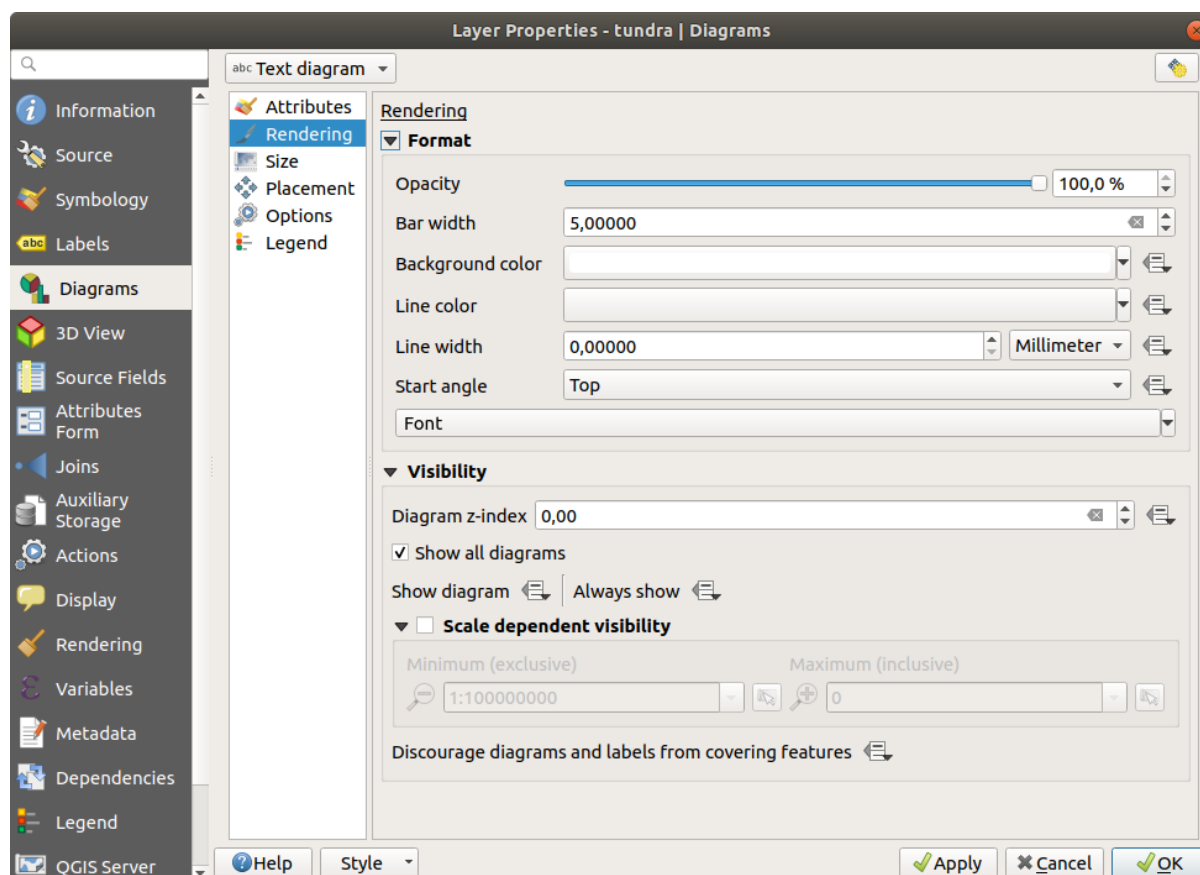 Layer Properties - tundra | Diagrams
abc Text diagram
Information
Source
Symbology
abc Labels
Diagrams
3D View
Source Fields
Attributes
Form
Joins
Auxiliary
Storage
Actions
Display
Rendering
Variables
Metadata
Dependencies
Legend
QGIS Server
Attributes
Rendering
Size
Placement
Options
Legend
Rendering
Format
Opacity 100,0 %
Bar width 5,00000
Background color
Line color
Line width 0,00000 Millimeter
Start angle Top
Font
Visibility
Diagram z-index 0,00
Show all diagrams
Show diagram Always show
Scale dependent visibility
Minimum (exclusive) Maximum (inclusive)
1:100000000 0
Discourage diagrams and labels from covering features
Help Style Apply Cancel OK